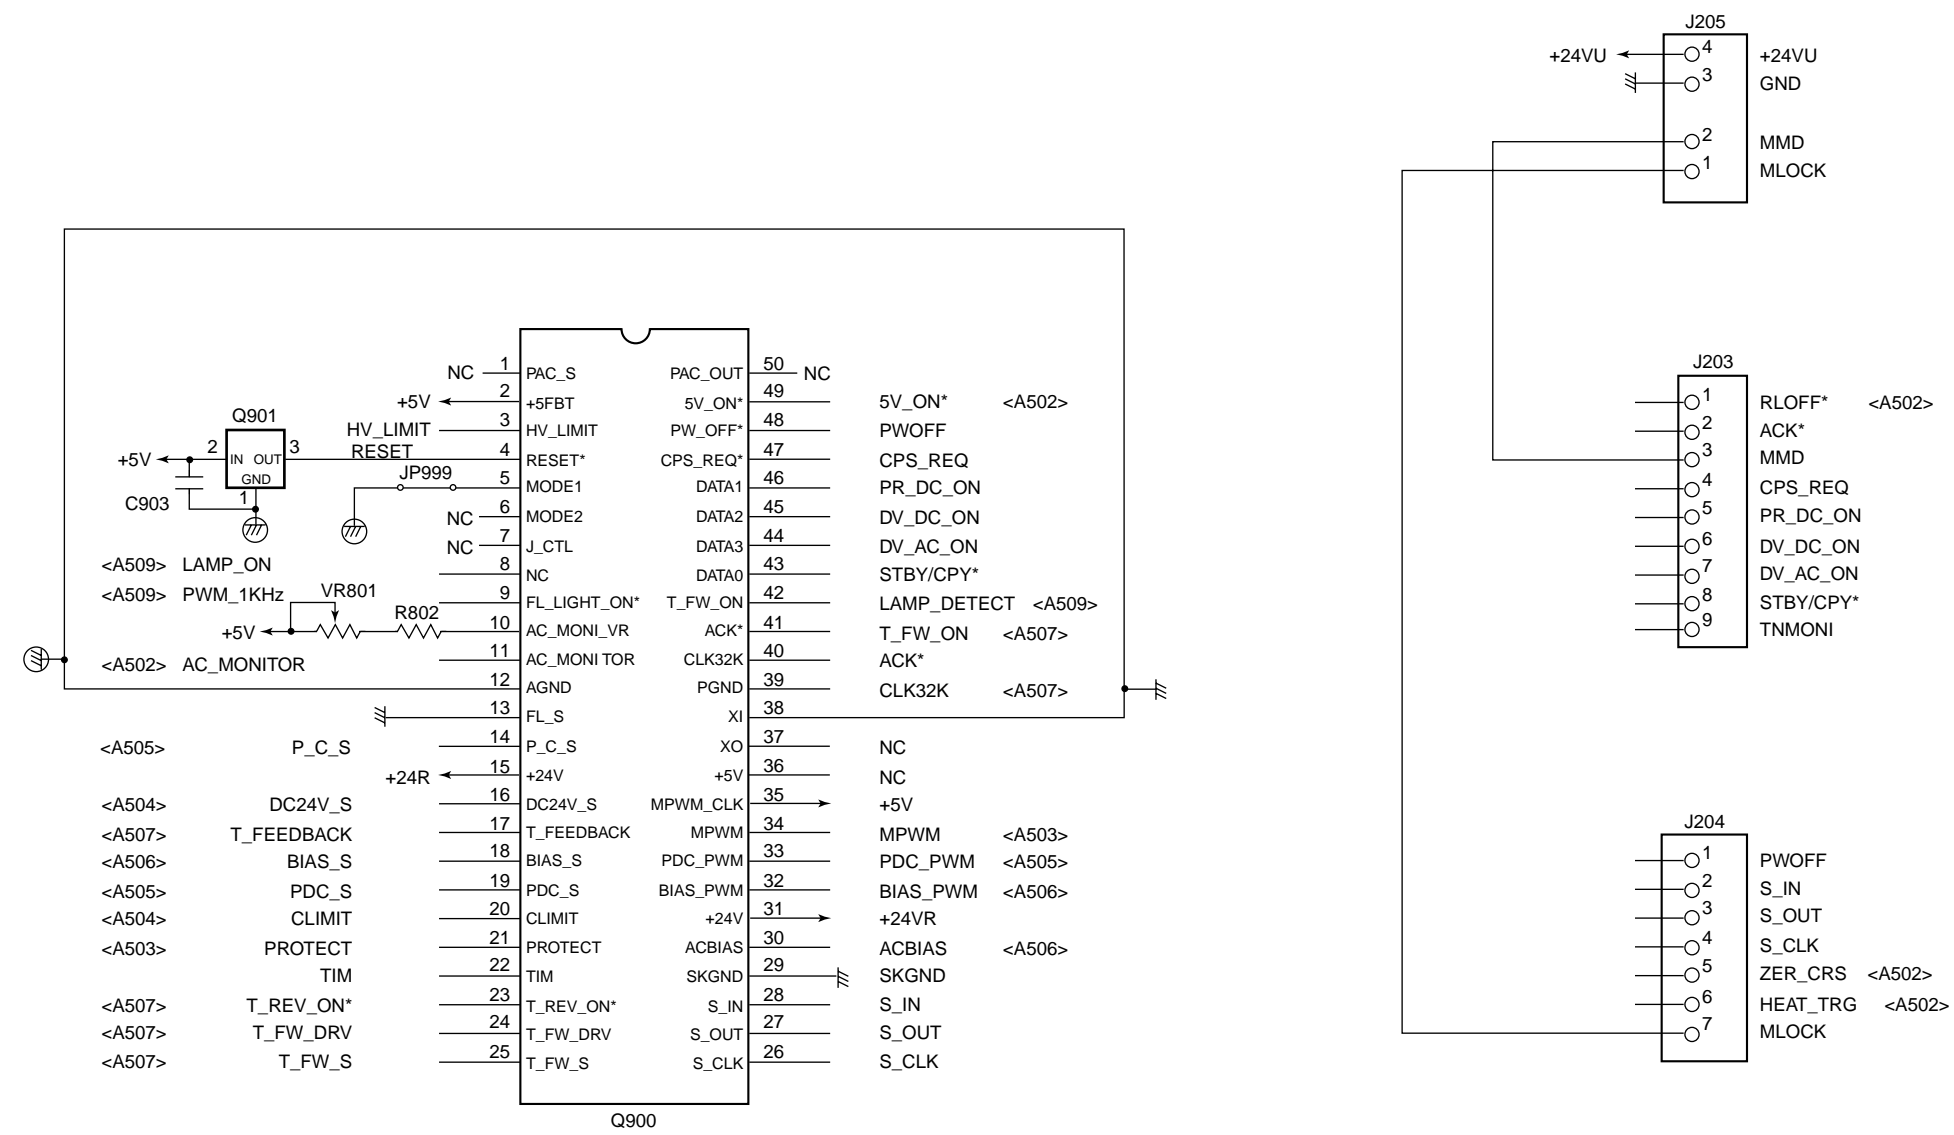 J205
+24VU 4 +24VU
3 GND
2 MMD
1 MLOCK
J203
1 RLOFF* <A502>
2 ACK*
3 MMD
4 CPS_REQ
5 PR_DC_ON
6 DV_DC_ON
7 DV_AC_ON
8 STBY/CPY*
9 TNMONI
J204
1 PWOFF
2 S_IN
3 S_OUT
4 S_CLK
5 ZER_CRS <A502>
6 HEAT_TRG <A502>
7 MLOCK
NC 1 PAC_S
+5V 2 +5FBT
HV_LIMIT 3 HV_LIMIT
Q901
+5V 2 IN OUT 3 RESET 4 RESET*
GND
1
C903
JP999 5 MODE1
NC 6 MODE2
NC 7 J_CTL
<A509> LAMP_ON
8 NC
<A509> PWM_1KHz
9 FL_LIGHT_ON*
VR801
R802
+5V 10 AC_MONI_VR
<A502> AC_MONITOR 11 AC_MONI TOR
12 AGND
13 FL_S
<A505> P_C_S 14 P_C_S
+24R 15 +24V
<A504> DC24V_S 16 DC24V_S
<A507> T_FEEDBACK 17 T_FEEDBACK
<A506> BIAS_S 18 BIAS_S
<A505> PDC_S 19 PDC_S
<A504> CLIMIT 20 CLIMIT
<A503> PROTECT 21 PROTECT
TIM 22 TIM
<A507> T_REV_ON* 23 T_REV_ON*
<A507> T_FW_DRV 24 T_FW_DRV
<A507> T_FW_S 25 T_FW_S
PAC_OUT 50 NC
5V_ON* 49 5V_ON* <A502>
PW_OFF* 48 PWOFF
CPS_REQ* 47 CPS_REQ
DATA1 46 PR_DC_ON
DATA2 45 DV_DC_ON
DATA3 44 DV_AC_ON
DATA0 43 STBY/CPY*
T_FW_ON 42 LAMP_DETECT <A509>
ACK* 41 T_FW_ON <A507>
CLK32K 40 ACK*
PGND 39 CLK32K <A507>
XI 38
XO 37 NC
+5V 36 NC
MPWM_CLK 35 +5V
MPWM 34 MPWM <A503>
PDC_PWM 33 PDC_PWM <A505>
BIAS_PWM 32 BIAS_PWM <A506>
+24V 31 +24VR
ACBIAS 30 ACBIAS <A506>
SKGND 29 SKGND
S_IN 28 S_IN
S_OUT 27 S_OUT
S_CLK 26 S_CLK
Q900